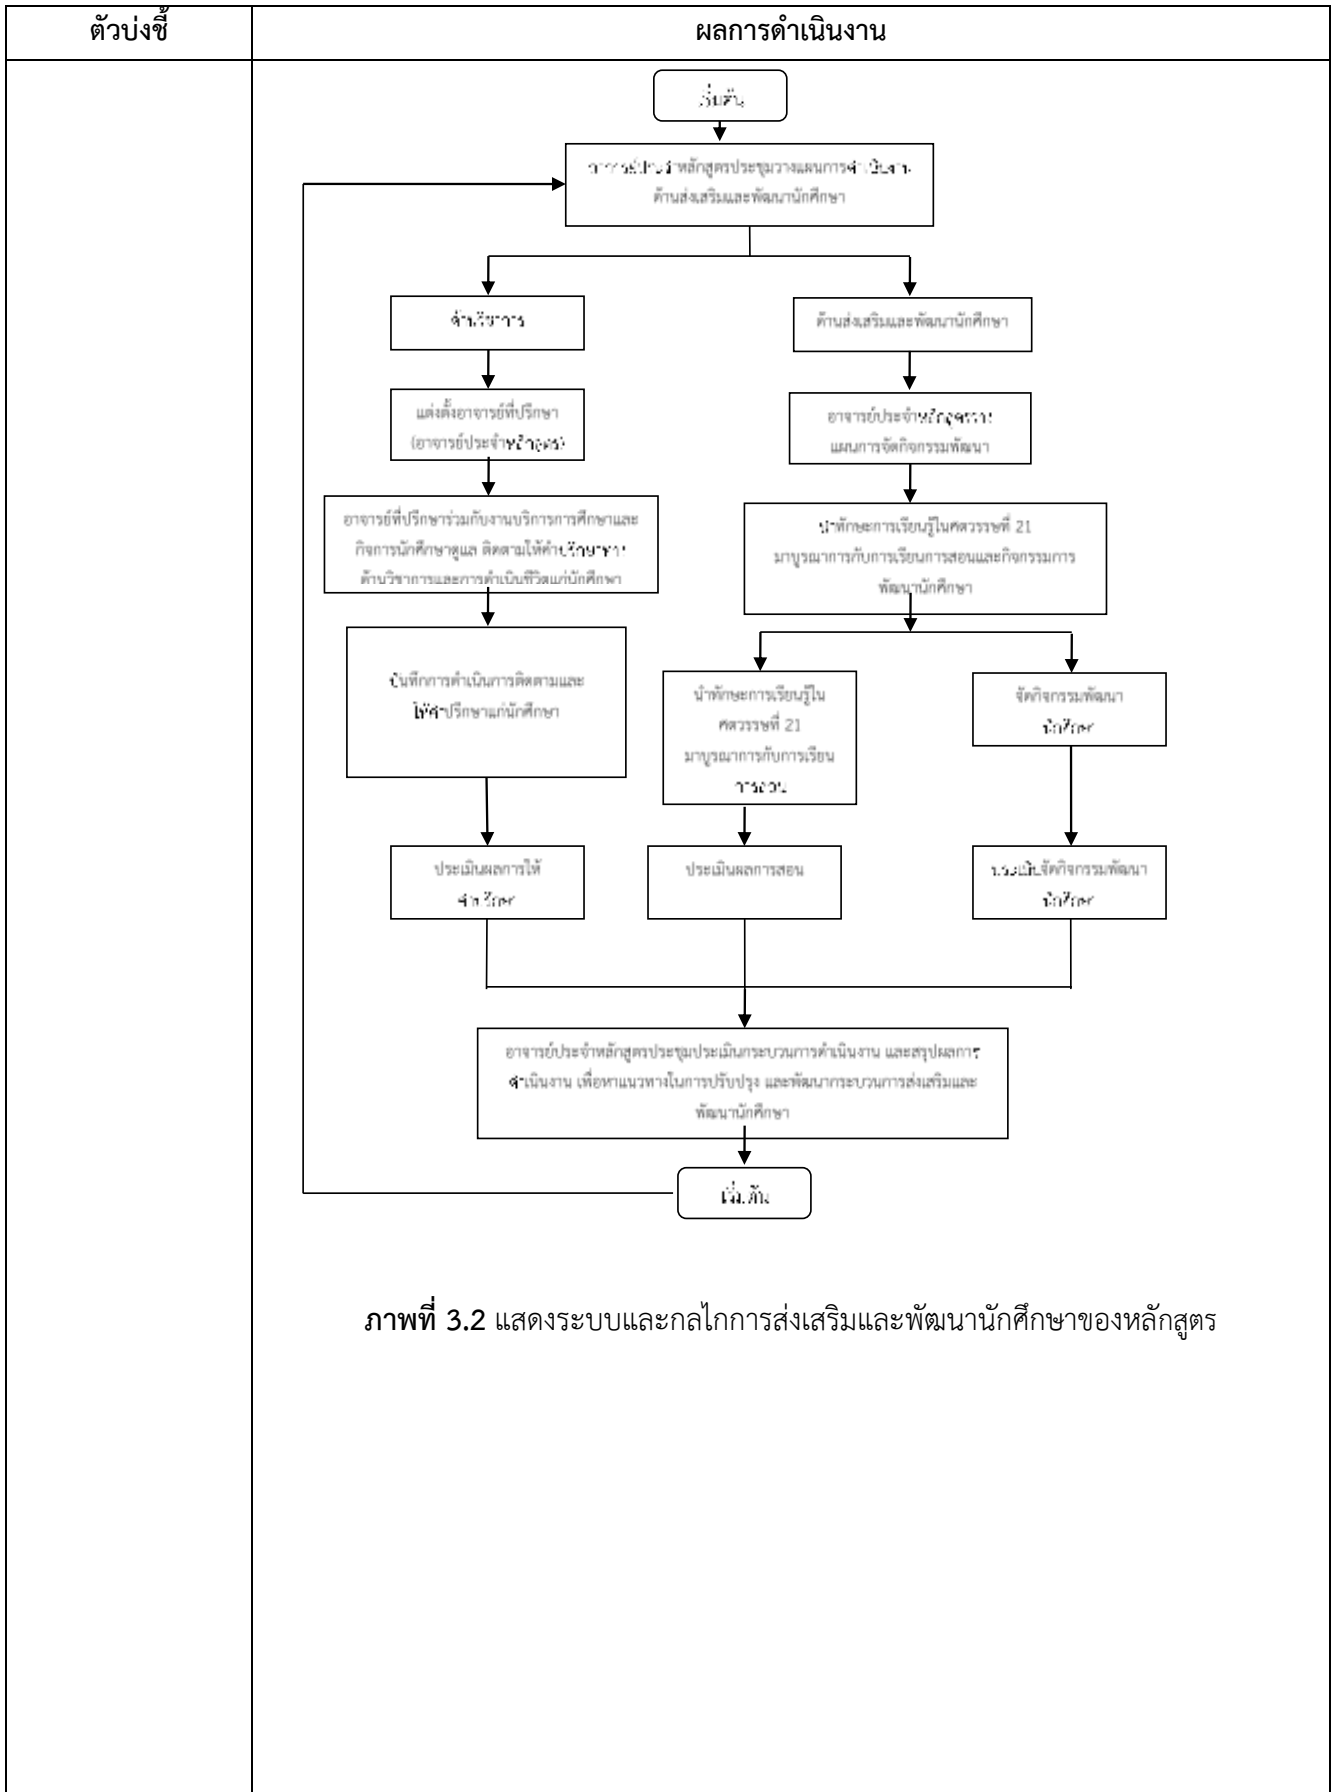 ตัวบ่งชี้
ผลการดำเนินงาน
เริ่มต้น
อาจารย์ประจำหลักสูตรประชุมวางแผนการดำเนินงาน
ด้านส่งเสริมและพัฒนานักศึกษา
ด้านวิชาการ
ด้านส่งเสริมและพัฒนานักศึกษา
แต่งตั้งอาจารย์ที่ปรึกษา
(อาจารย์ประจำหลักสูตร)
อาจารย์ประจำหลักสูตรวาง
แผนการจัดกิจกรรมพัฒนา
อาจารย์ที่ปรึกษาร่วมกับงานบริการการศึกษาและ
กิจการนักศึกษาดูแล ติดตามให้คำปรึกษาการ
ด้านวิชาการและการดำเนินชีวิตแก่นักศึกษา
นำทักษะการเรียนรู้ในศตวรรษที่ 21
มาบูรณาการกับการเรียนการสอนและกิจกรรมการ
พัฒนานักศึกษา
บันทึกการดำเนินการติดตามและ
ให้คำปรึกษาแก่นักศึกษา
นำทักษะการเรียนรู้ใน
ศตวรรษที่ 21
มาบูรณาการกับการเรียน
การสอน
จัดกิจกรรมพัฒนา
นักศึกษา
ประเมินผลการให้
คำปรึกษา
ประเมินผลการสอน
ประเมินจัดกิจกรรมพัฒนา
นักศึกษา
อาจารย์ประจำหลักสูตรประชุมประเมินกระบวนการดำเนินงาน และสรุปผลการ
ดำเนินงาน เพื่อหาแนวทางในการปรับปรุง และพัฒนากระบวนการส่งเสริมและ
พัฒนานักศึกษา
เริ่มต้น
ภาพที่ 3.2 แสดงระบบและกลไกการส่งเสริมและพัฒนานักศึกษาของหลักสูตร